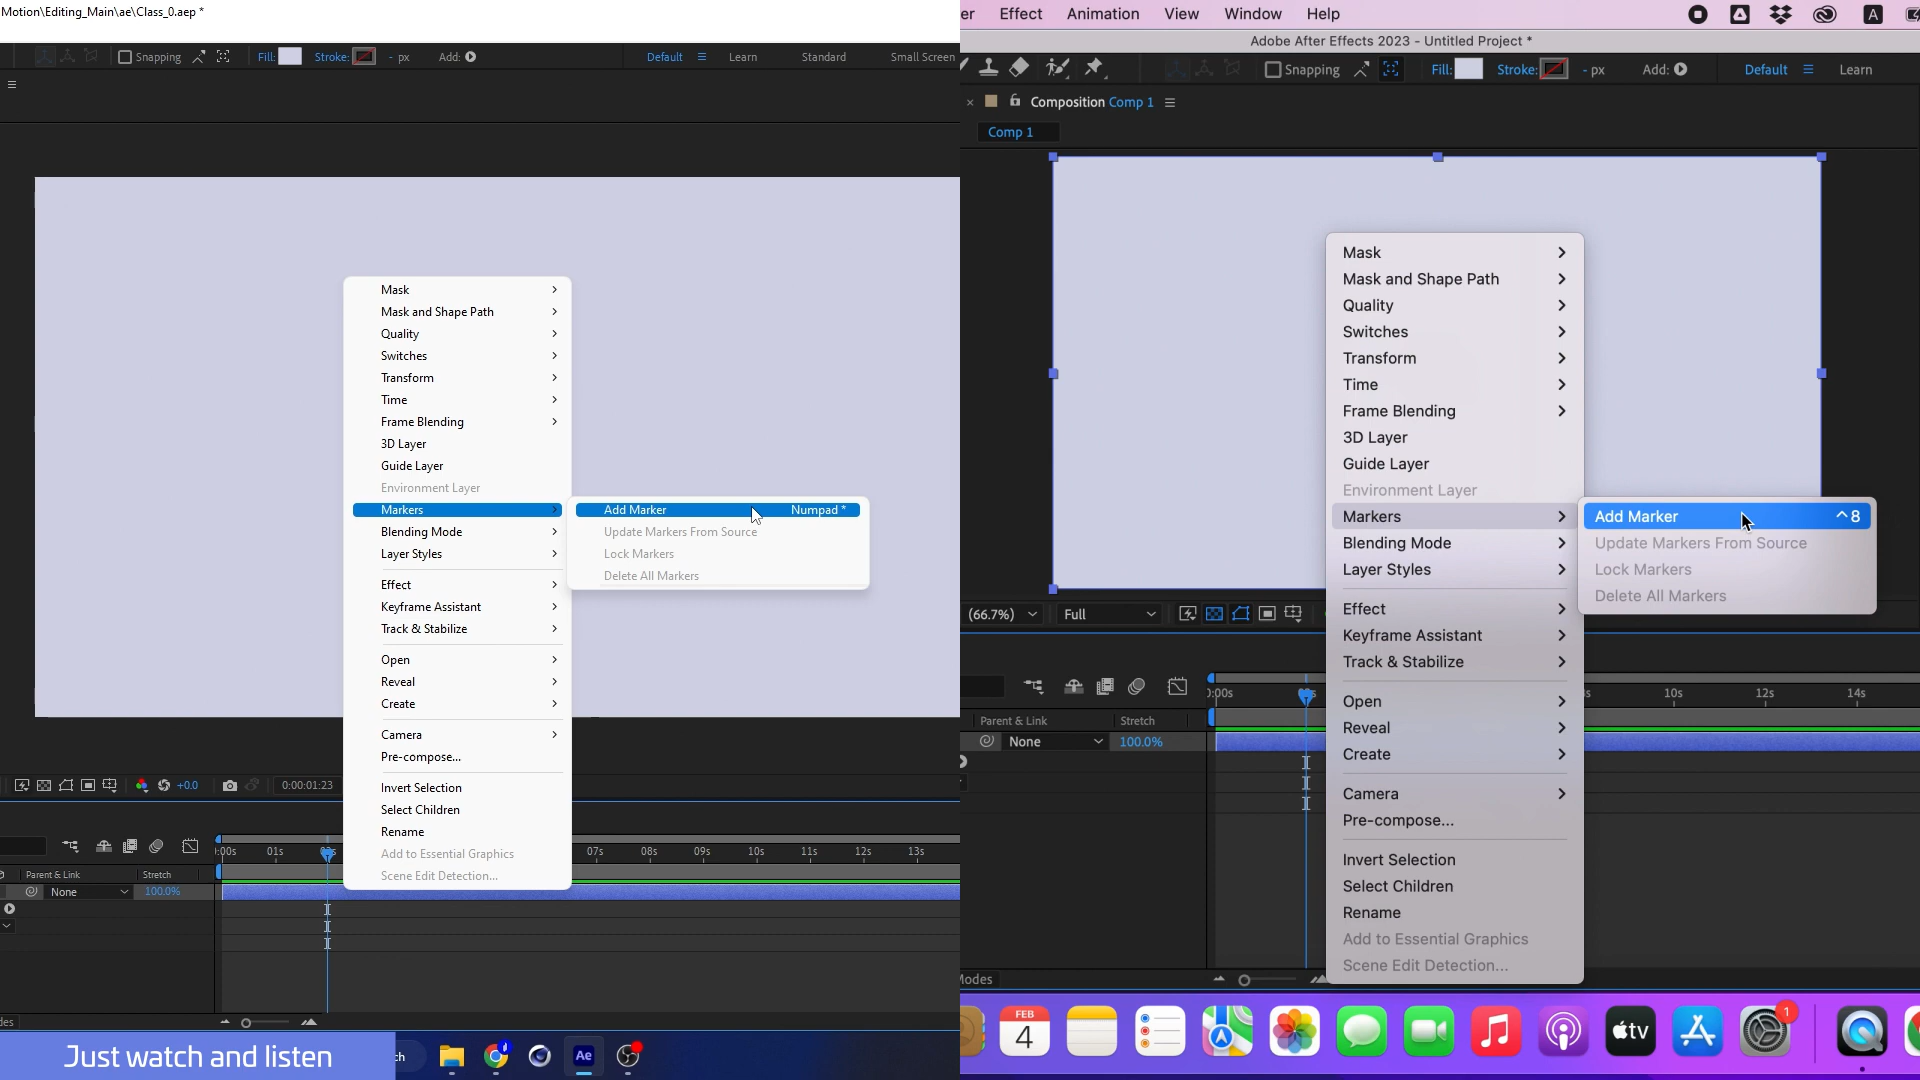 Motion\Editing_Main\ae\Class_0.aep *
Snapping
Fill:
Stroke:
- px
Add:
Default
Learn
Standard
Small Screen
Mask
Mask and Shape Path
Quality
Switches
Transform
Time
Frame Blending
3D Layer
Guide Layer
Environment Layer
Markers
Blending Mode
Layer Styles
Effect
Keyframe Assistant
Track & Stabilize
Open
Reveal
Create
Camera
Pre-compose...
Invert Selection
Select Children
Rename
Add to Essential Graphics
Scene Edit Detection...
Add Marker Numpad *
Update Markers From Source
Lock Markers
Delete All Markers
+0.0
0:00:01:23
:00s 01s 07s 08s 09s 10s 11s 12s 13s
Parent & Link Stretch
None 100.0%
des
Just watch and listen
ch
Ae
er Effect Animation View Window Help
A
Adobe After Effects 2023 - Untitled Project *
Snapping
Fill:
Stroke:
- px
Add:
Default
Learn
Composition Comp 1
Comp 1
Mask
Mask and Shape Path
Quality
Switches
Transform
Time
Frame Blending
3D Layer
Guide Layer
Environment Layer
Markers
Blending Mode
Layer Styles
Effect
Keyframe Assistant
Track & Stabilize
Open
Reveal
Create
Camera
Pre-compose...
Invert Selection
Select Children
Rename
Add to Essential Graphics
Scene Edit Detection...
Add Marker ^8
Update Markers From Source
Lock Markers
Delete All Markers
(66.7%)
Full
:00s 10s 12s 14s
Parent & Link Stretch
None 100.0%
Modes
FEB
4
tv
1